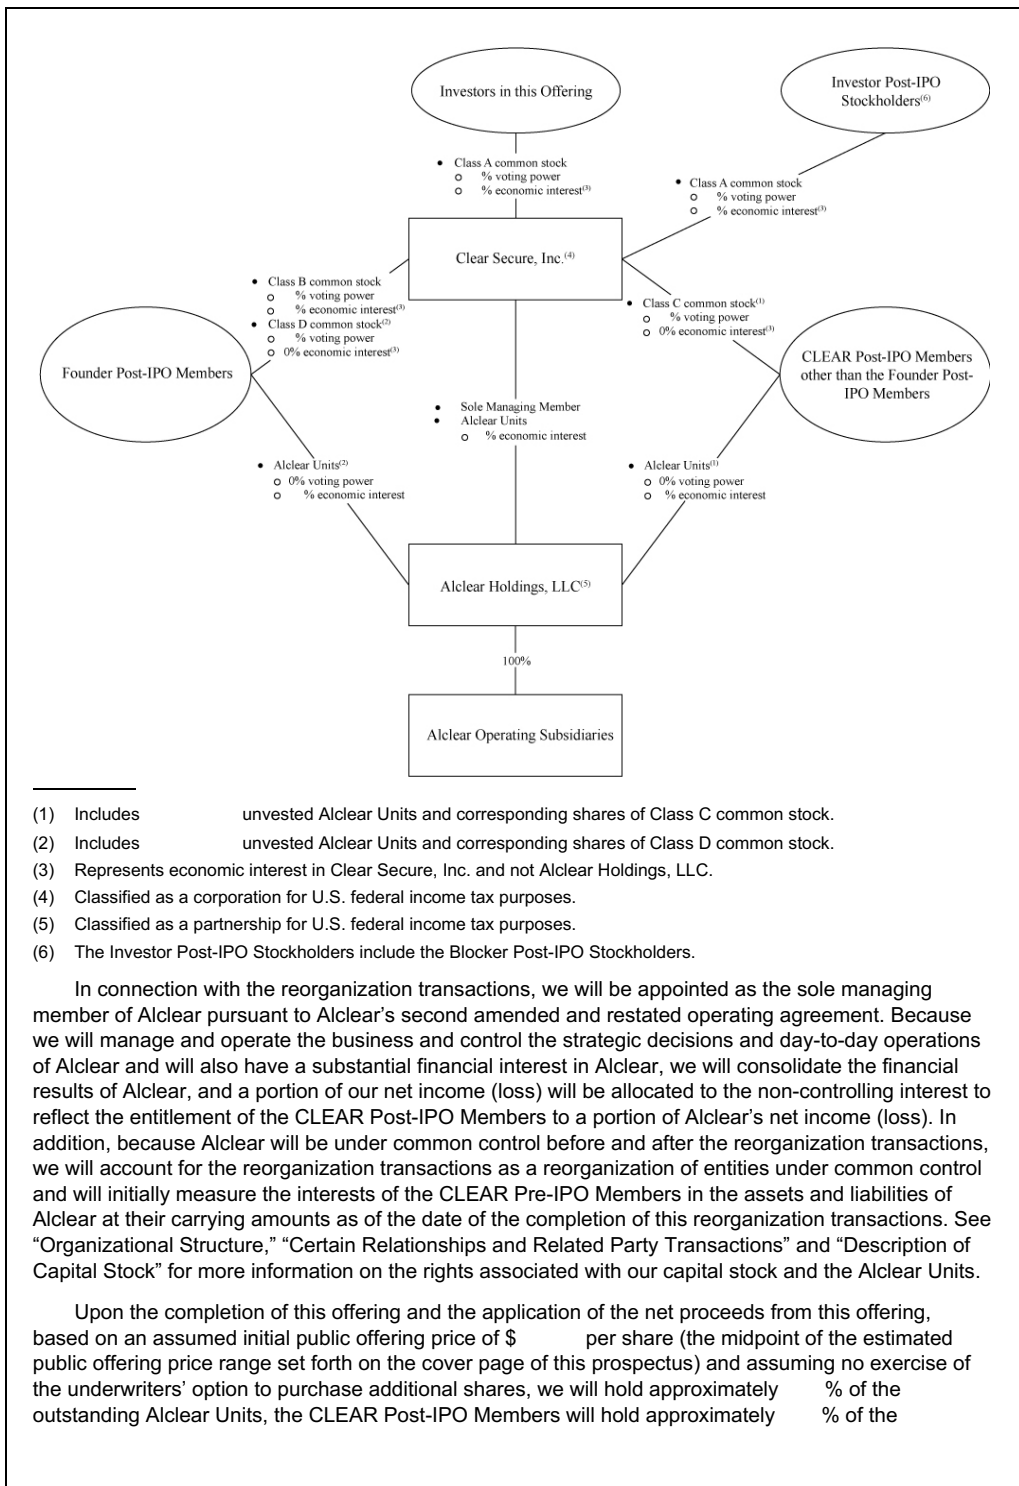 Investors in this Offering
Investor Post-IPO
Stockholders(6)
• Class A common stock
o % voting power
o % economic interest(3)
• Class A common stock
o % voting power
o % economic interest(3)
Clear Secure, Inc.(4)
• Class B common stock
o % voting power
o % economic interest(3)
• Class D common stock(2)
o % voting power
o 0% economic interest(3)
• Class C common stock(1)
o % voting power
o 0% economic interest(3)
Founder Post-IPO Members
CLEAR Post-IPO Members
other than the Founder Post-
IPO Members
• Sole Managing Member
• Alclear Units
o % economic interest
• Alclear Units(2)
o 0% voting power
o % economic interest
• Alclear Units(1)
o 0% voting power
o % economic interest
Alclear Holdings, LLC(5)
100%
Alclear Operating Subsidiaries
(1) Includes unvested Alclear Units and corresponding shares of Class C common stock.
(2) Includes unvested Alclear Units and corresponding shares of Class D common stock.
(3) Represents economic interest in Clear Secure, Inc. and not Alclear Holdings, LLC.
(4) Classified as a corporation for U.S. federal income tax purposes.
(5) Classified as a partnership for U.S. federal income tax purposes.
(6) The Investor Post-IPO Stockholders include the Blocker Post-IPO Stockholders.
In connection with the reorganization transactions, we will be appointed as the sole managing
member of Alclear pursuant to Alclear’s second amended and restated operating agreement. Because
we will manage and operate the business and control the strategic decisions and day-to-day operations
of Alclear and will also have a substantial financial interest in Alclear, we will consolidate the financial
results of Alclear, and a portion of our net income (loss) will be allocated to the non-controlling interest to
reflect the entitlement of the CLEAR Post-IPO Members to a portion of Alclear’s net income (loss). In
addition, because Alclear will be under common control before and after the reorganization transactions,
we will account for the reorganization transactions as a reorganization of entities under common control
and will initially measure the interests of the CLEAR Pre-IPO Members in the assets and liabilities of
Alclear at their carrying amounts as of the date of the completion of this reorganization transactions. See
“Organizational Structure,” “Certain Relationships and Related Party Transactions” and “Description of
Capital Stock” for more information on the rights associated with our capital stock and the Alclear Units.
Upon the completion of this offering and the application of the net proceeds from this offering,
based on an assumed initial public offering price of $ per share (the midpoint of the estimated
public offering price range set forth on the cover page of this prospectus) and assuming no exercise of
the underwriters’ option to purchase additional shares, we will hold approximately % of the
outstanding Alclear Units, the CLEAR Post-IPO Members will hold approximately % of the